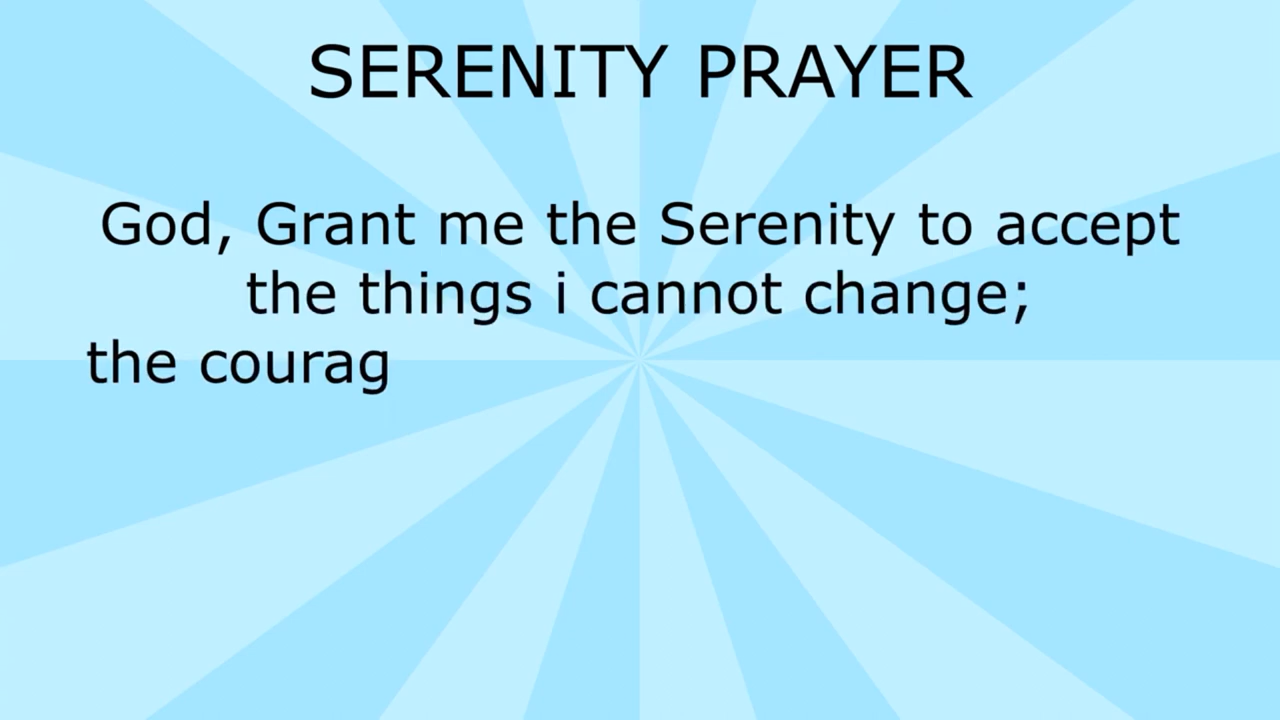 SERENITY PRAYER
God, Grant me the Serenity to accept
the things i cannot change;
the courag